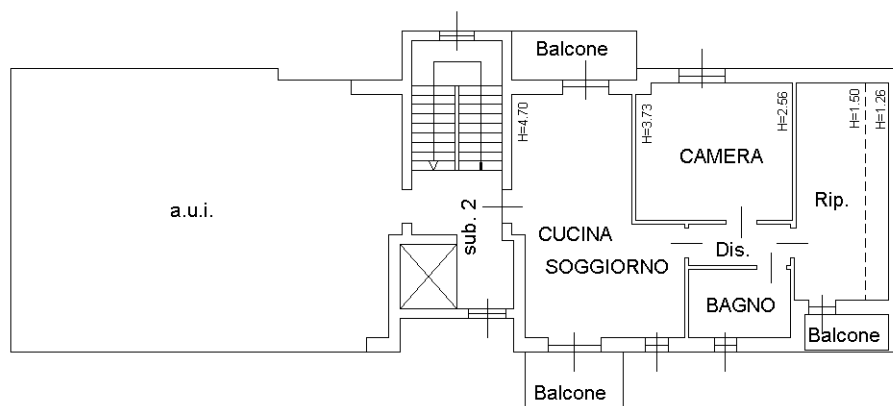 Balcone
H=4.70
H=3.73
H=2.56
H=1.50
H=1.26
CAMERA
a.u.i.
sub. 2
Rip.
CUCINA
SOGGIORNO
Dis.
BAGNO
Balcone
Balcone